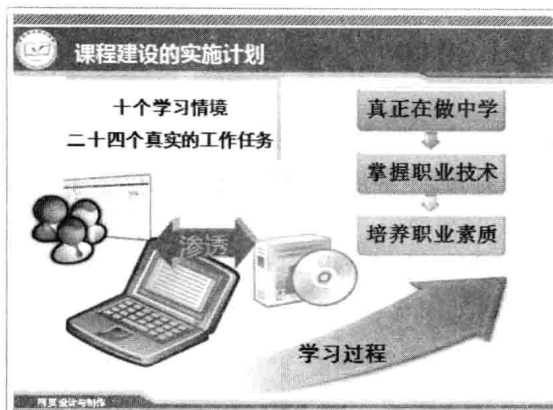 课程建设的实施计划
十个学习情境
二十四个真实的工作任务
真正在做中学
掌握职业技术
培养职业素质
渗透
学习过程
网页设计与制作